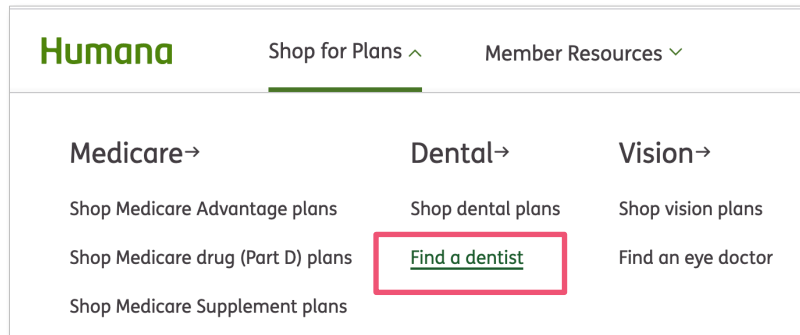 Humana
Shop for Plans
Member Resources
Medicare→
Shop Medicare Advantage plans
Shop Medicare drug (Part D) plans
Shop Medicare Supplement plans
Dental→
Shop dental plans
Find a dentist
Vision→
Shop vision plans
Find an eye doctor